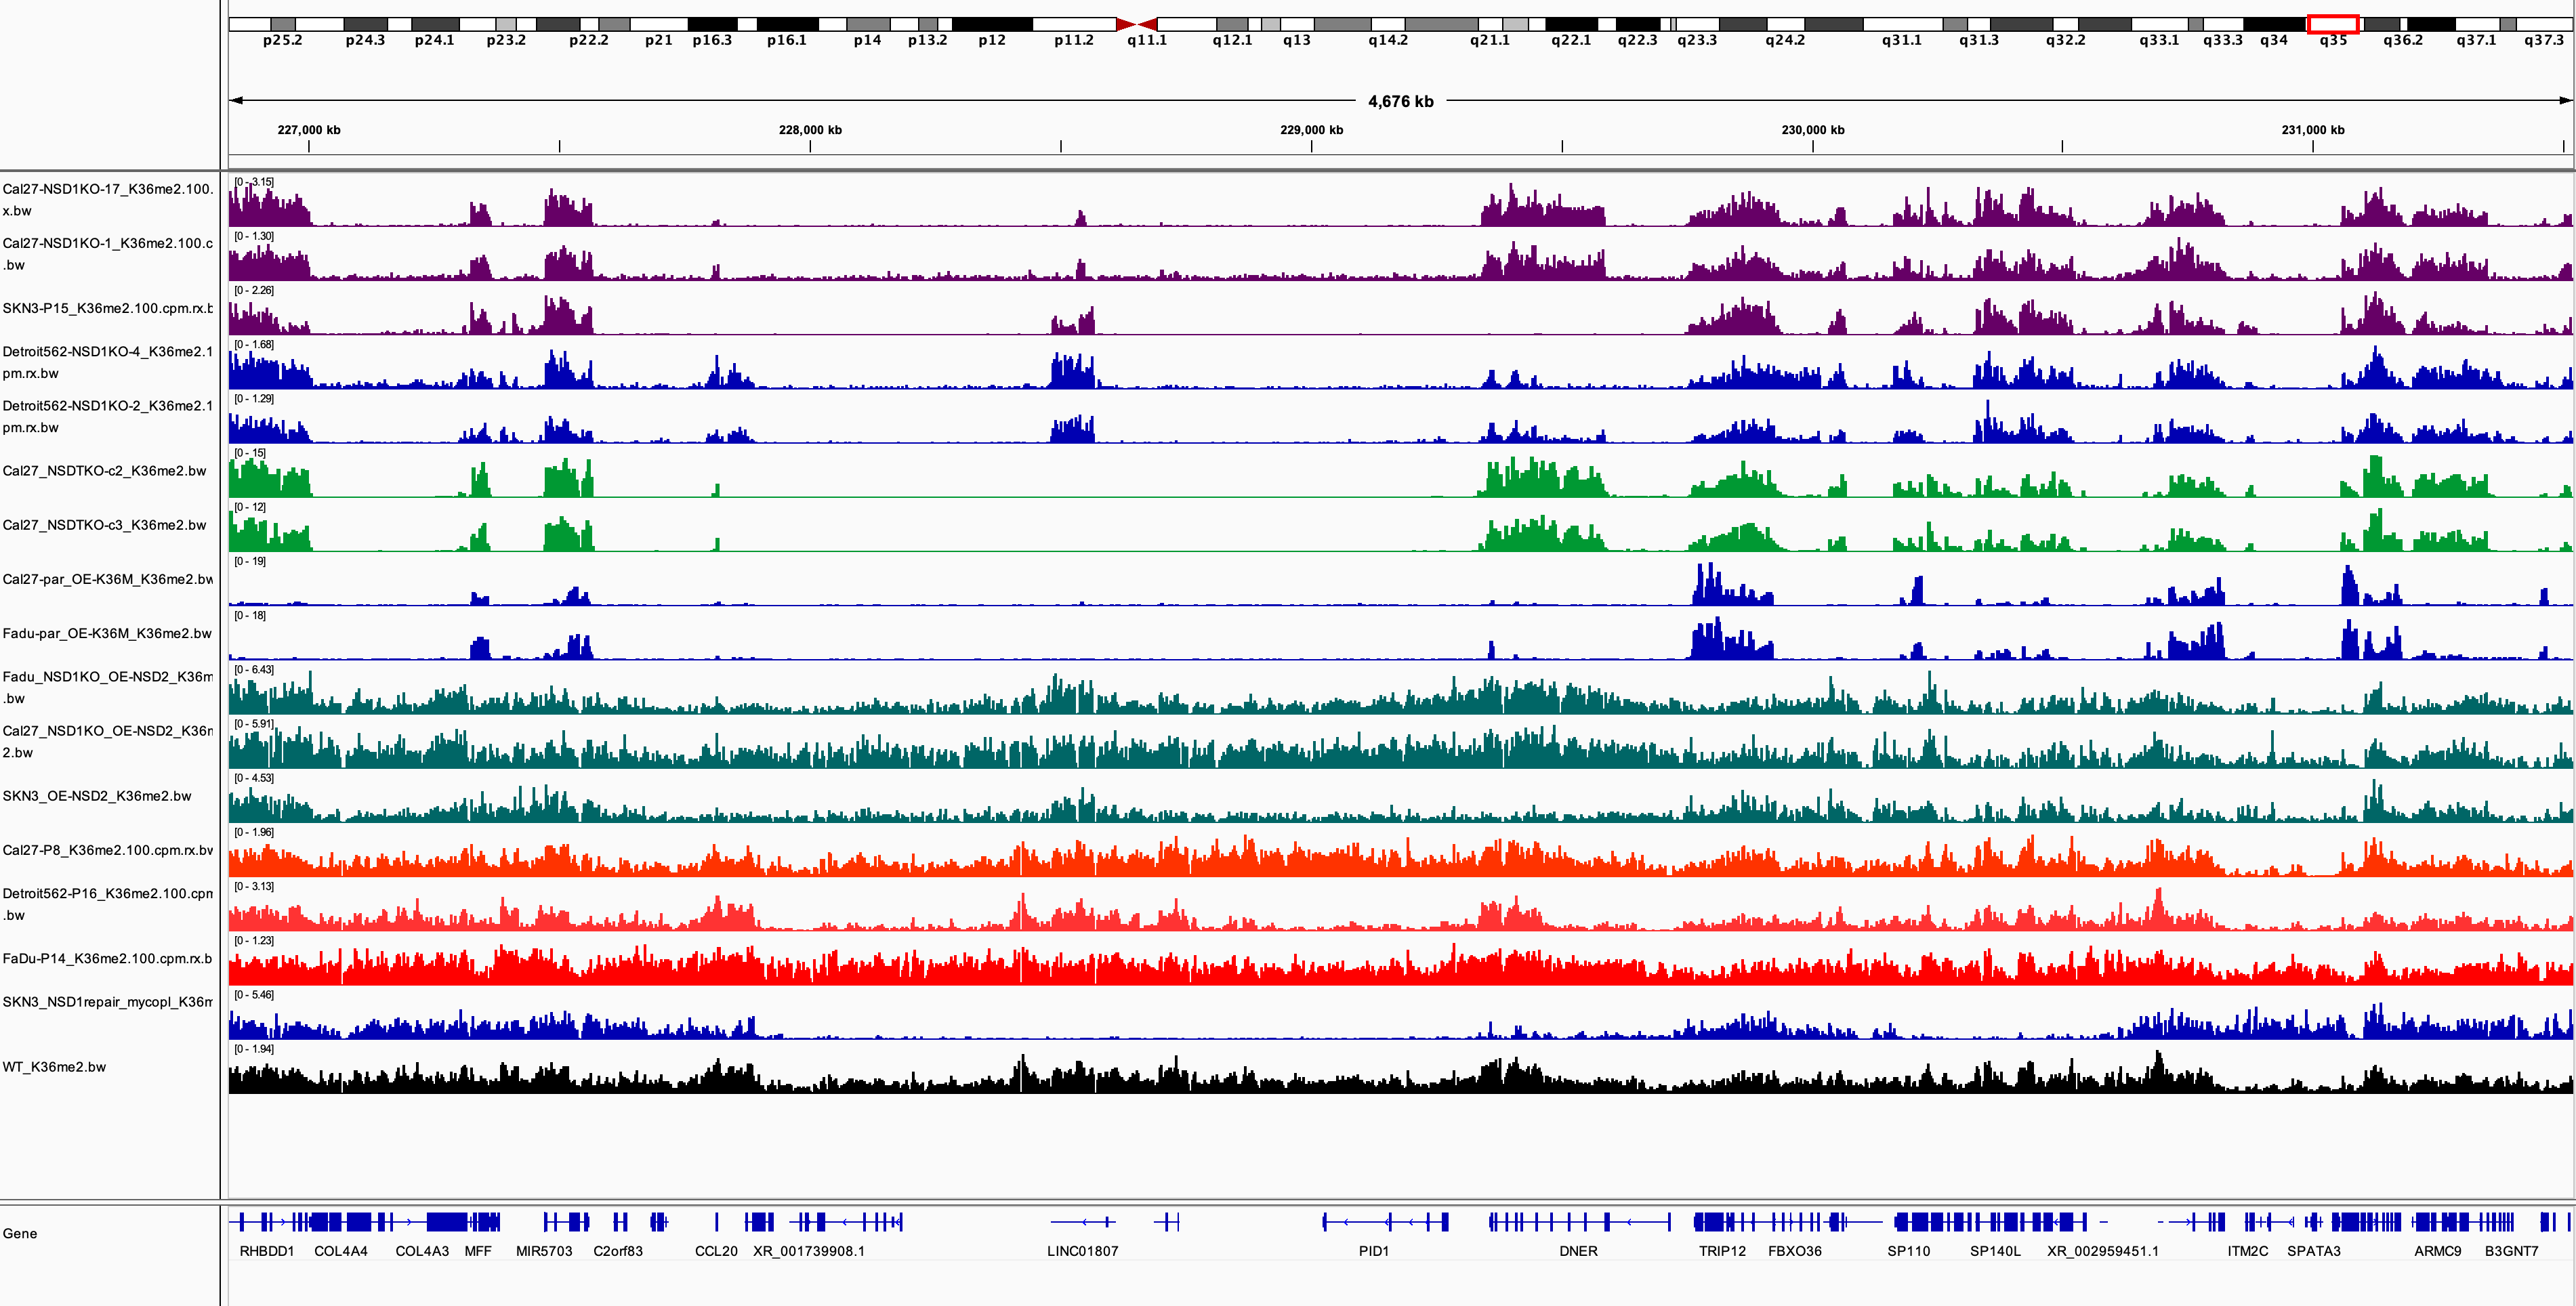 p25.2 p24.3 p24.1 p23.2 p22.2 p21 p16.3 p16.1 p14 p13.2 p12 p11.2 q11.1 q12.1 q13 q14.2 q21.1 q22.1 q22.3 q23.3 q24.2 q31.1 q31.3 q32.2 q33.1 q33.3 q34 q35 q36.2 q37.1 q37.3
4,676 kb
227,000 kb 228,000 kb 229,000 kb 230,000 kb 231,000 kb
Cal27-NSD1KO-17_K36me2.100.
x.bw
[0 - 3.15]
Cal27-NSD1KO-1_K36me2.100.c
.bw
[0 - 1.30]
SKN3-P15_K36me2.100.cpm.rx.b
[0 - 2.26]
Detroit562-NSD1KO-4_K36me2.1
pm.rx.bw
[0 - 1.68]
Detroit562-NSD1KO-2_K36me2.1
pm.rx.bw
[0 - 1.29]
Cal27_NSDTKO-c2_K36me2.bw
[0 - 15]
Cal27_NSDTKO-c3_K36me2.bw
[0 - 12]
Cal27-par_OE-K36M_K36me2.bw
[0 - 19]
Fadu-par_OE-K36M_K36me2.bw
[0 - 18]
Fadu_NSD1KO_OE-NSD2_K36m
.bw
[0 - 6.43]
Cal27_NSD1KO_OE-NSD2_K36m
2.bw
[0 - 5.91]
SKN3_OE-NSD2_K36me2.bw
[0 - 4.53]
Cal27-P8_K36me2.100.cpm.rx.bw
[0 - 1.96]
Detroit562-P16_K36me2.100.cpm
.bw
[0 - 3.13]
FaDu-P14_K36me2.100.cpm.rx.b
[0 - 1.23]
SKN3_NSD1repair_mycopl_K36m
[0 - 5.46]
WT_K36me2.bw
[0 - 1.94]
Gene
RHBDD1 COL4A4 COL4A3 MFF MIR5703 C2orf83 CCL20 XR_001739908.1 LINC01807 PID1 DNER TRIP12 FBXO36 SP110 SP140L XR_002959451.1 ITM2C SPATA3 ARMC9 B3GNT7